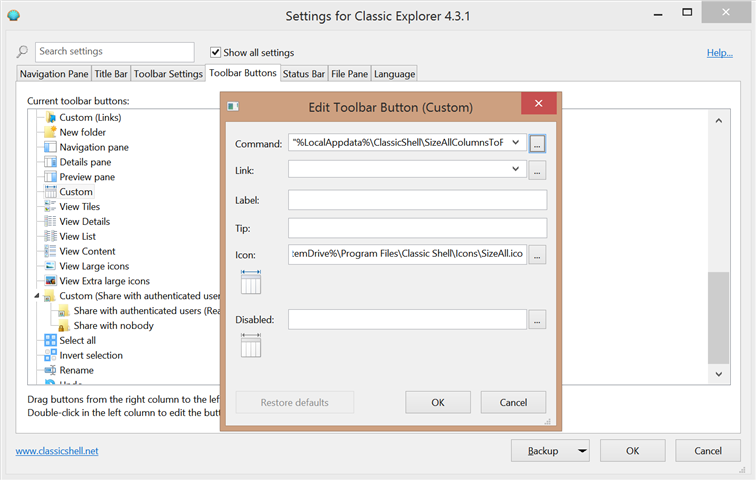 Settings for Classic Explorer 4.3.1
Search settings
Show all settings
Help...
Navigation Pane
Title Bar
Toolbar Settings
Toolbar Buttons
Status Bar
File Pane
Language
Current toolbar buttons:
Custom (Links)
New folder
Navigation pane
Details pane
Preview pane
Custom
View Tiles
View Details
View List
View Content
View Large icons
View Extra large icons
Custom (Share with authenticated user
Share with authenticated users (Rea
Share with nobody
Select all
Invert selection
Rename
Undo
Drag buttons from the right column to the left
Double-click in the left column to edit the butt
Edit Toolbar Button (Custom)
Command:
"%LocalAppdata%\ClassicShell\SizeAllColumnsToF
...
Link:
...
Label:
Tip:
Icon:
temDrive%\Program Files\Classic Shell\Icons\SizeAll.ico
...
Disabled:
...
Restore defaults
OK
Cancel
www.classicshell.net
Backup
OK
Cancel